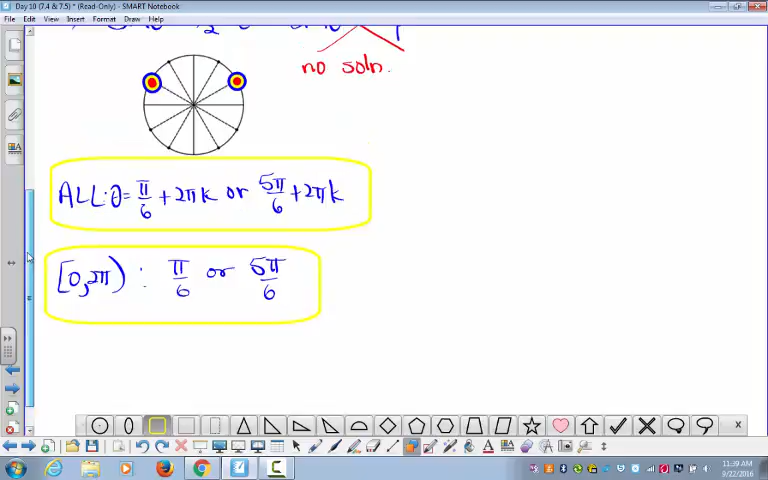 Day 10 (7.4 & 7.5) * (Read-Only) - SMART Notebook
File Edit View Insert Format Draw Help
no soln.
ALL: θ = π/6 + 2πk or 5π/6 + 2πk
[0, 2π) : π/6 or 5π/6
11:39 AM
9/22/2016